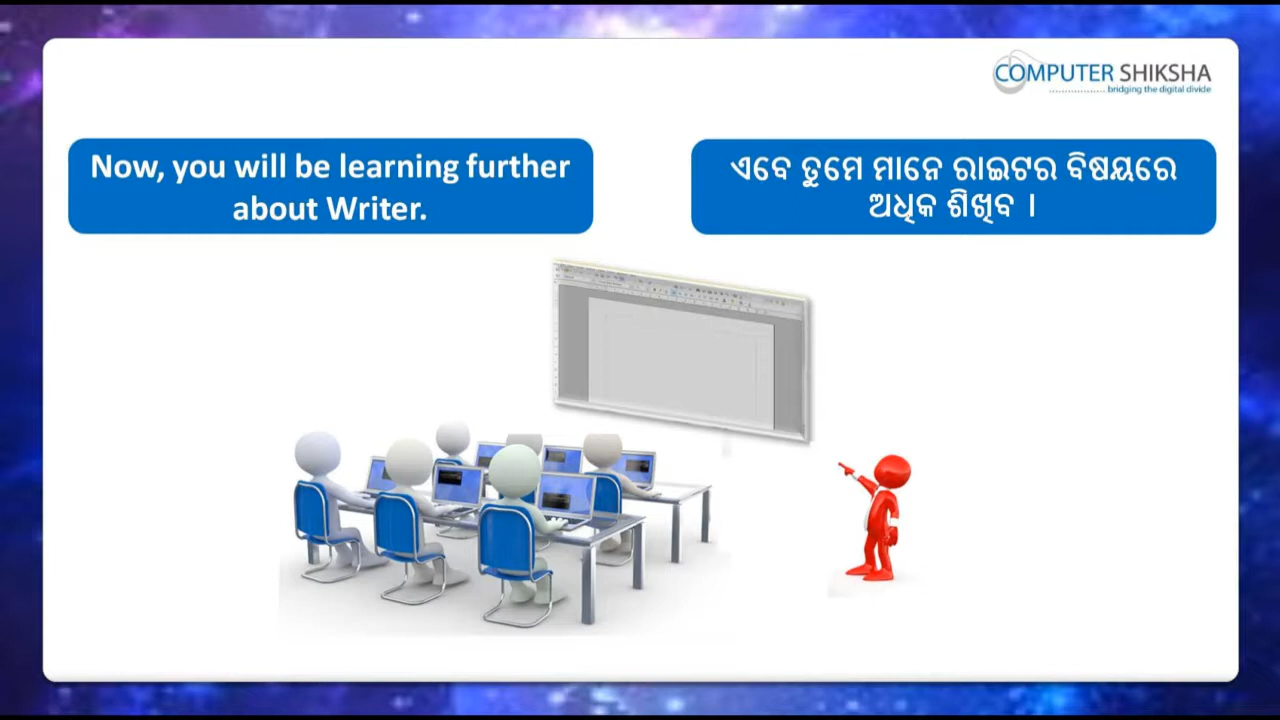 COMPUTER SHIKSHA
bridging the digital divide
Now, you will be learning further
about Writer.
ଏବେ ତୁମେ ମାନେ ରାଇଟର ବିଷୟରେ
ଅଧିକ ଶିଖିବ ।